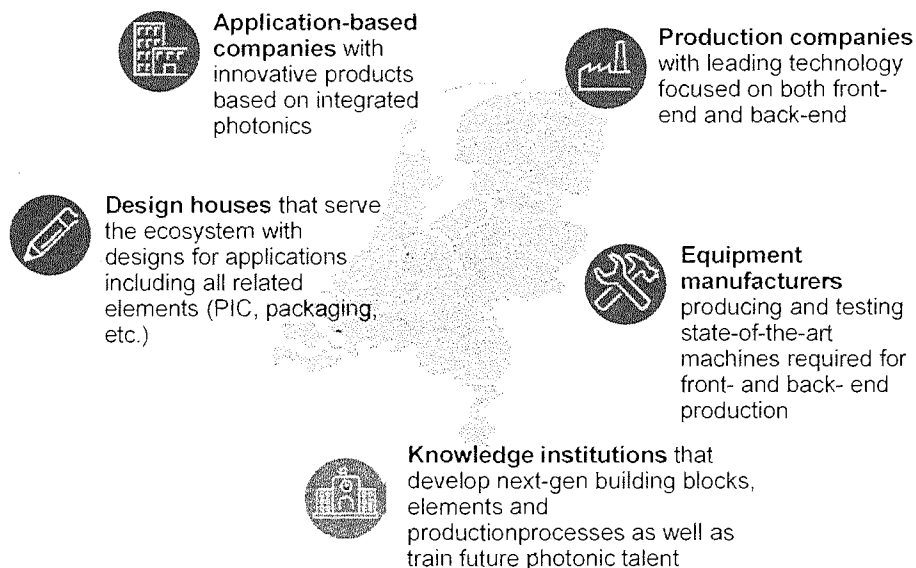 Application-based
companies with
innovative products
based on integrated
photonics
Production companies
with leading technology
focused on both front-
end and back-end
Design houses that serve
the ecosystem with
designs for applications
including all related
elements (PIC, packaging,
etc.)
Equipment
manufacturers
producing and testing
state-of-the-art
machines required for
front- and back- end
production
Knowledge institutions that
develop next-gen building blocks,
elements and
productionprocesses as well as
train future photonic talent